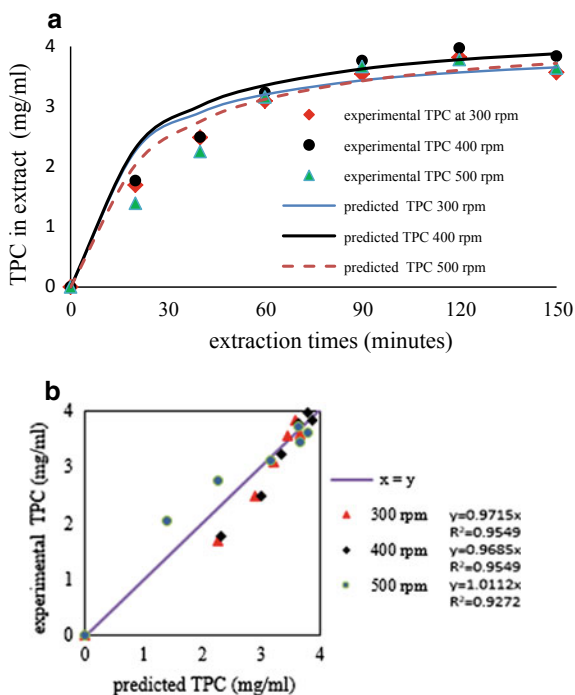 a
TPC in extract (mg/ml)
4
3
2
1
0
0 30 60 90 120 150
extraction times (minutes)
experimental TPC at 300 rpm
experimental TPC 400 rpm
experimental TPC 500 rpm
predicted TPC 300 rpm
predicted TPC 400 rpm
predicted TPC 500 rpm
b
experimental TPC (mg/ml)
4
3
2
1
0
0 2 4
predicted TPC (mg/ml)
x = y
300 rpm y=0.9715x
R²=0.9549
400 rpm y=0.9685x
R²=0.9549
500 rpm y=1.0112x
R²=0.9272